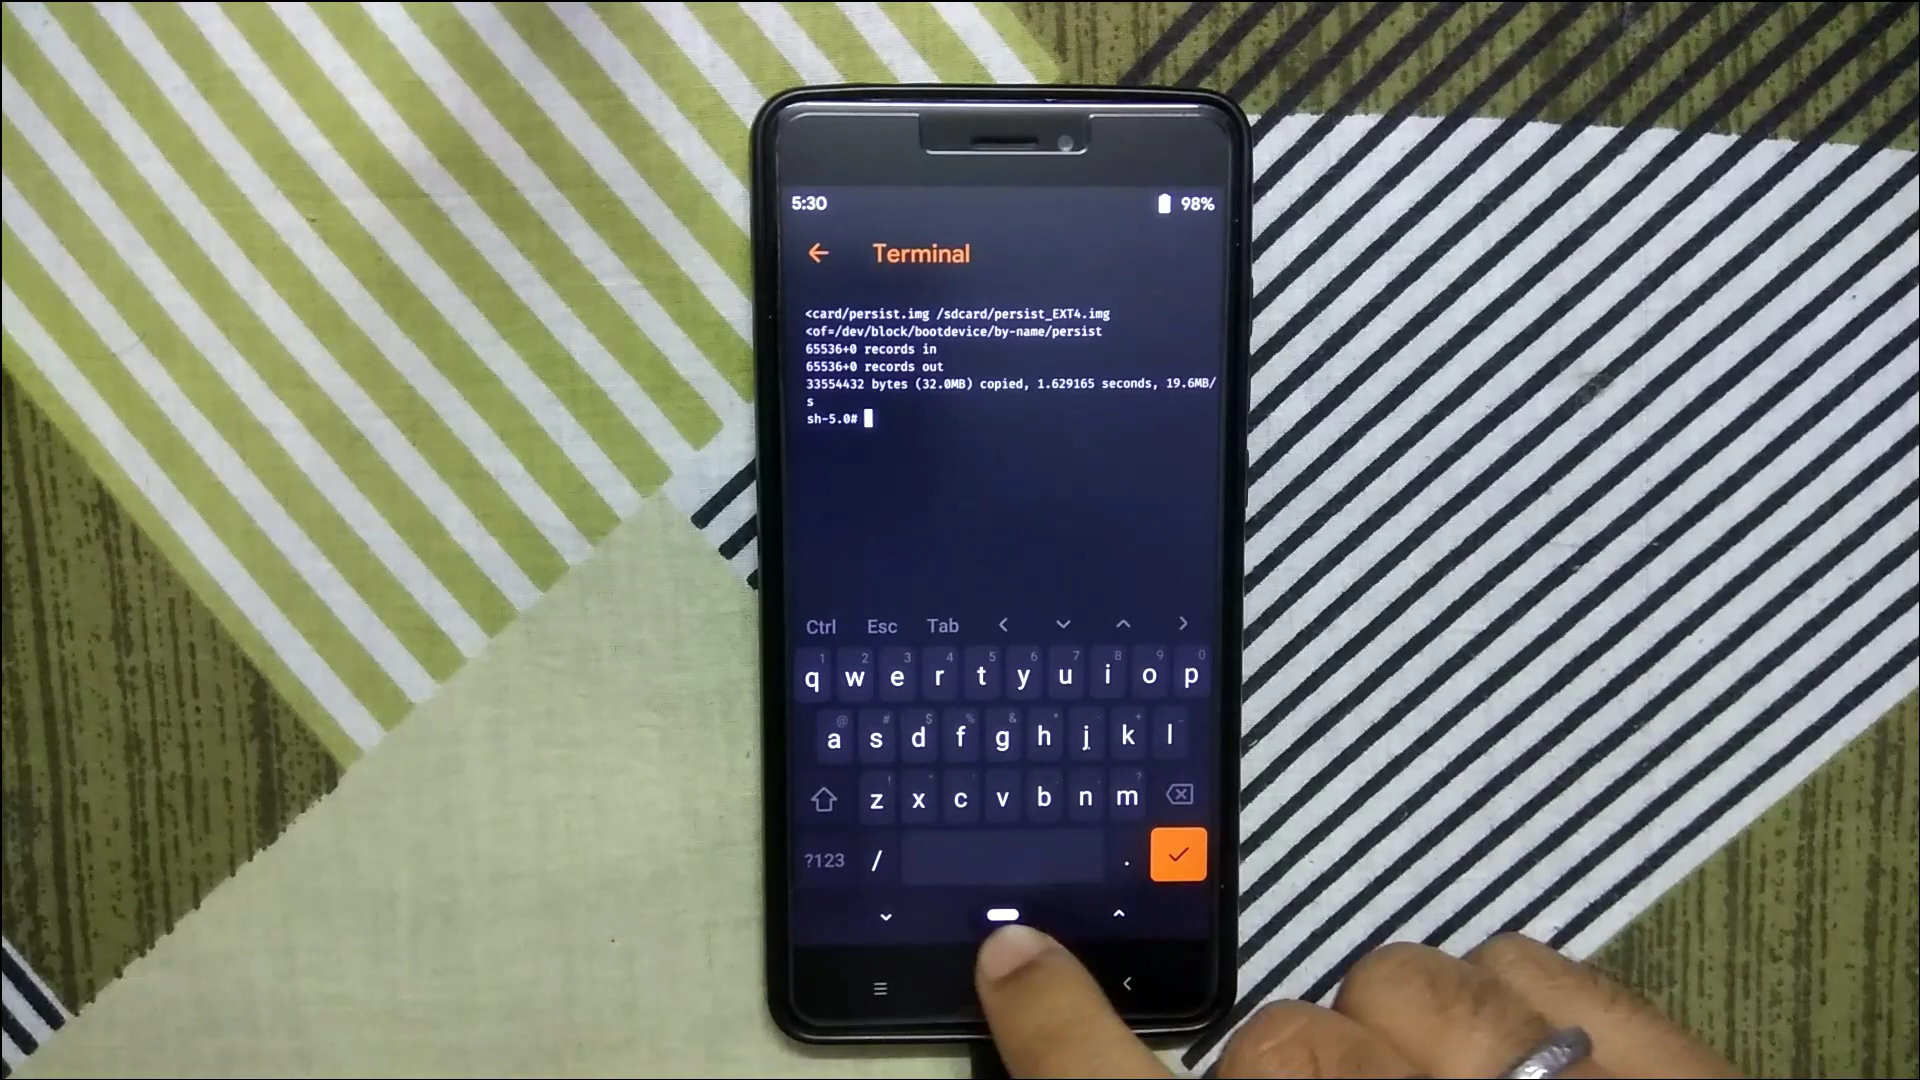 5:30 98%
Terminal
<card/persist.img /sdcard/persist_EXT4.img
<of=/dev/block/bootdevice/by-name/persist
65536+0 records in
65536+0 records out
33554432 bytes (32.0MB) copied, 1.629165 seconds, 19.6MB/
s
sh-5.0#
Ctrl Esc Tab < >
1 2 3 4 5 6 7 8 9 0
q w e r t y u i o p
@ # $ % & * - +
a s d f g h j k l
! " ?
z x c v b n m
?123 / .